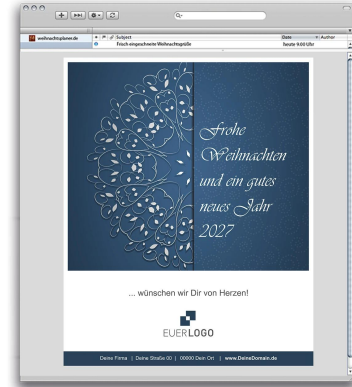 Subject
Date
Author
weihnachtsplaner.de
Frisch eingeschneite Weihnachtsgrüße
heute 9.00 Uhr
Frohe
Weihnachten
und ein gutes
neues Jahr
2027
... wünschen wir Dir von Herzen!
EUERLOGO
Deine Firma | Deine Straße 00 | 00000 Dein Ort | www.DeineDomain.de